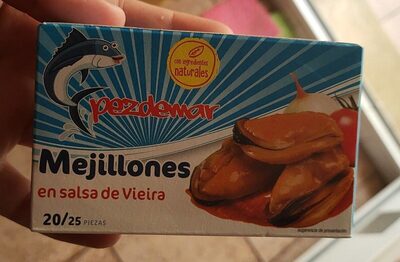 con ingredientes
naturales
pezdemar
Mejillones
en salsa de Vieira
20/25 PIEZAS
sugerencia de presentación